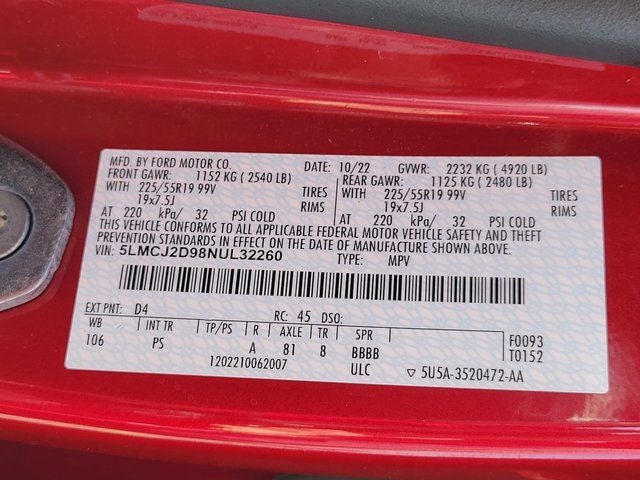 MFD. BY FORD MOTOR CO. DATE: 10/22 GVWR: 2232 KG ( 4920 LB)
FRONT GAWR: 1152 KG ( 2540 LB) REAR GAWR: 1125 KG ( 2480 LB)
WITH 225/55R19 99V TIRES WITH 225/55R19 99V TIRES
19x7.5J RIMS 19x7.5J RIMS
AT 220 kPa/ 32 PSI COLD AT 220 kPa/ 32 PSI COLD
THIS VEHICLE CONFORMS TO ALL APPLICABLE FEDERAL MOTOR VEHICLE SAFETY AND THEFT
PREVENTION STANDARDS IN EFFECT ON THE DATE OF MANUFACTURE SHOWN ABOVE.
VIN: 5LMCJ2D98NUL32260 TYPE: MPV
EXT PNT: D4 RC: 45 DSO:
WB INT TR TP/PS R AXLE TR SPR F0093
106 PS A 81 8 BBBB T0152
1202210062007 ULC ▽ 5U5A-3520472-AA